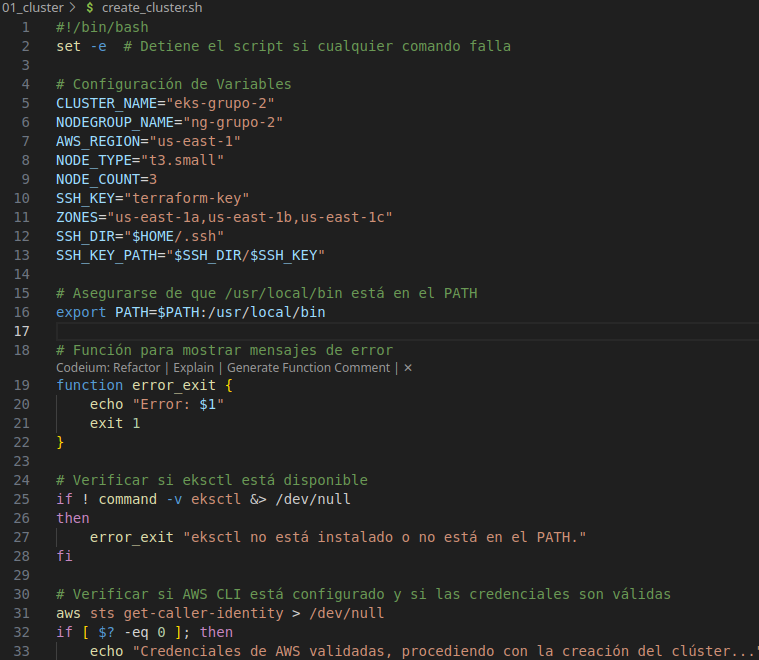 01_cluster > $ create_cluster.sh
1 #!/bin/bash
2 set -e  # Detiene el script si cualquier comando falla
3
4 # Configuración de Variables
5 CLUSTER_NAME="eks-grupo-2"
6 NODEGROUP_NAME="ng-grupo-2"
7 AWS_REGION="us-east-1"
8 NODE_TYPE="t3.small"
9 NODE_COUNT=3
10 SSH_KEY="terraform-key"
11 ZONES="us-east-1a,us-east-1b,us-east-1c"
12 SSH_DIR="$HOME/.ssh"
13 SSH_KEY_PATH="$SSH_DIR/$SSH_KEY"
14
15 # Asegurarse de que /usr/local/bin está en el PATH
16 export PATH=$PATH:/usr/local/bin
17
18 # Función para mostrar mensajes de error
Codeium: Refactor | Explain | Generate Function Comment | ×
19 function error_exit {
20     echo "Error: $1"
21     exit 1
22 }
23
24 # Verificar si eksctl está disponible
25 if ! command -v eksctl &> /dev/null
26 then
27     error_exit "eksctl no está instalado o no está en el PATH."
28 fi
29
30 # Verificar si AWS CLI está configurado y si las credenciales son válidas
31 aws sts get-caller-identity > /dev/null
32 if [ $? -eq 0 ]; then
33     echo "Credenciales de AWS validadas, procediendo con la creación del clúster..."